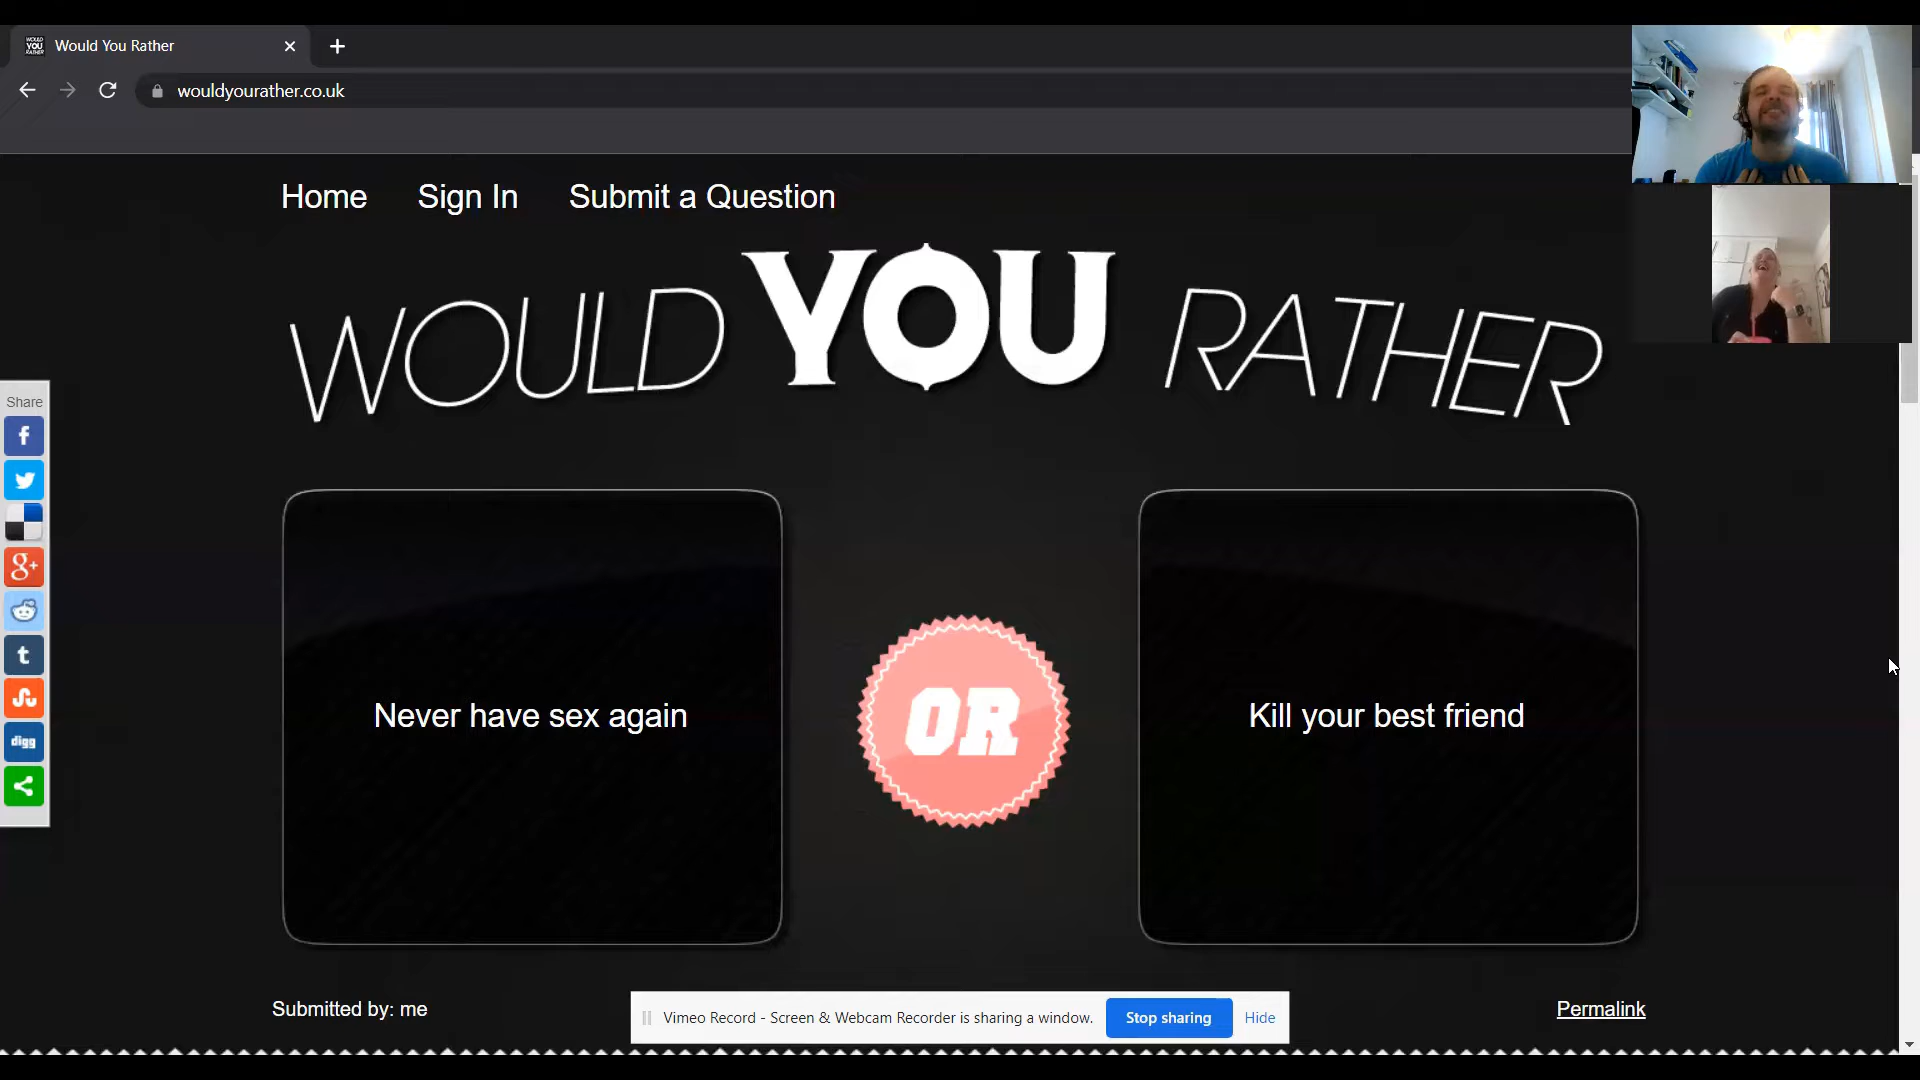 Would You Rather
wouldyourather.co.uk
Home Sign In Submit a Question
WOULD YOU RATHER
Share
f
g+
t
digg
Never have sex again
OR
Kill your best friend
Submitted by: me
Permalink
Vimeo Record - Screen & Webcam Recorder is sharing a window. Stop sharing Hide